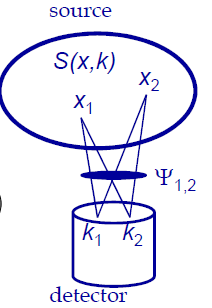 source
S(x,k)
x₁ x₂
Ψ₁,₂
)
k₁ k₂
detector